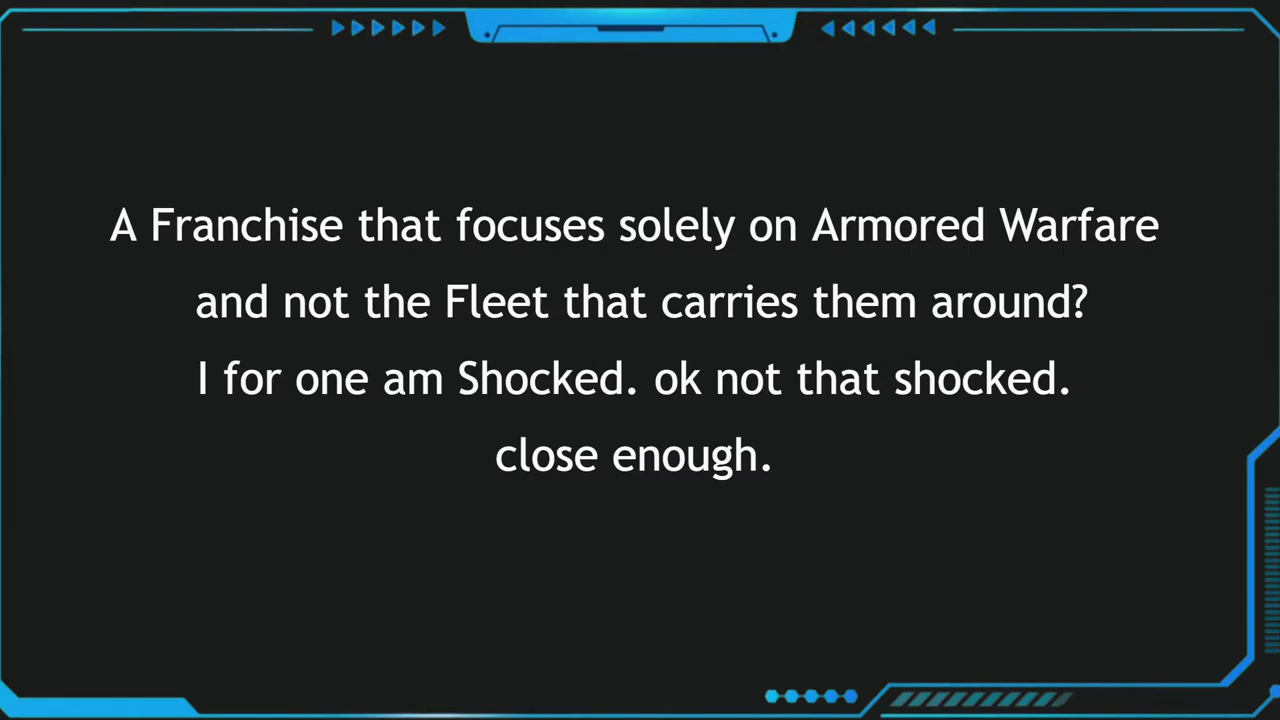 A Franchise that focuses solely on Armored Warfare
and not the Fleet that carries them around?
I for one am Shocked. ok not that shocked.
close enough.